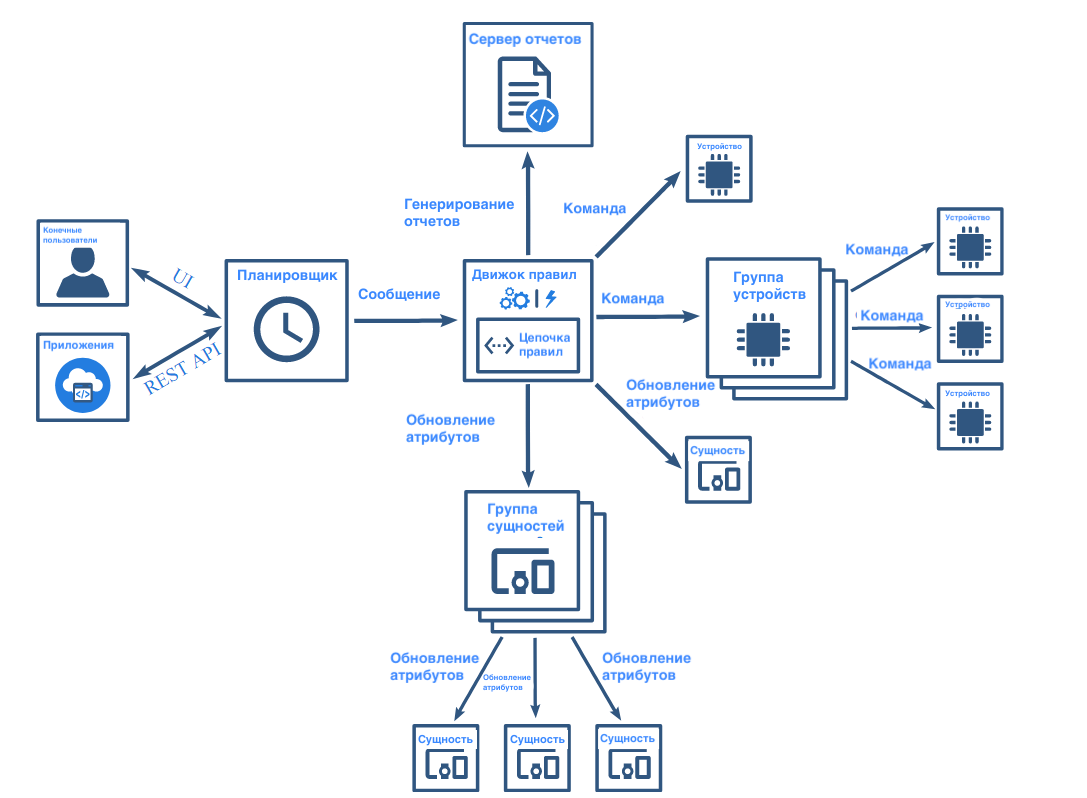 Сервер отчетов
Устройство
Генерирование
отчетов
Команда
Конечные
пользователи
UI
Планировщик
Сообщение
Движок правил
Цепочка
правил
Команда
Группа
устройств
Команда
Устройство
Команда
Устройство
Команда
Устройство
Приложения
REST API
Обновление
атрибутов
Обновление
атрибутов
Сущность
Группа
сущностей
Обновление
атрибутов
Обновление
атрибутов
Обновление
атрибутов
Сущность
Сущность
Сущность